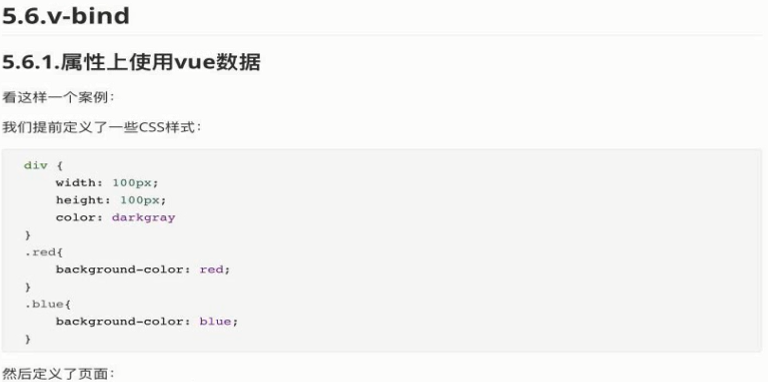 5.6.v-bind
5.6.1.属性上使用vue数据
看这样一个案例：
我们提前定义了一些CSS样式：
div {
    width: 100px;
    height: 100px;
    color: darkgray
}
.red{
    background-color: red;
}
.blue{
    background-color: blue;
}
然后定义了页面：